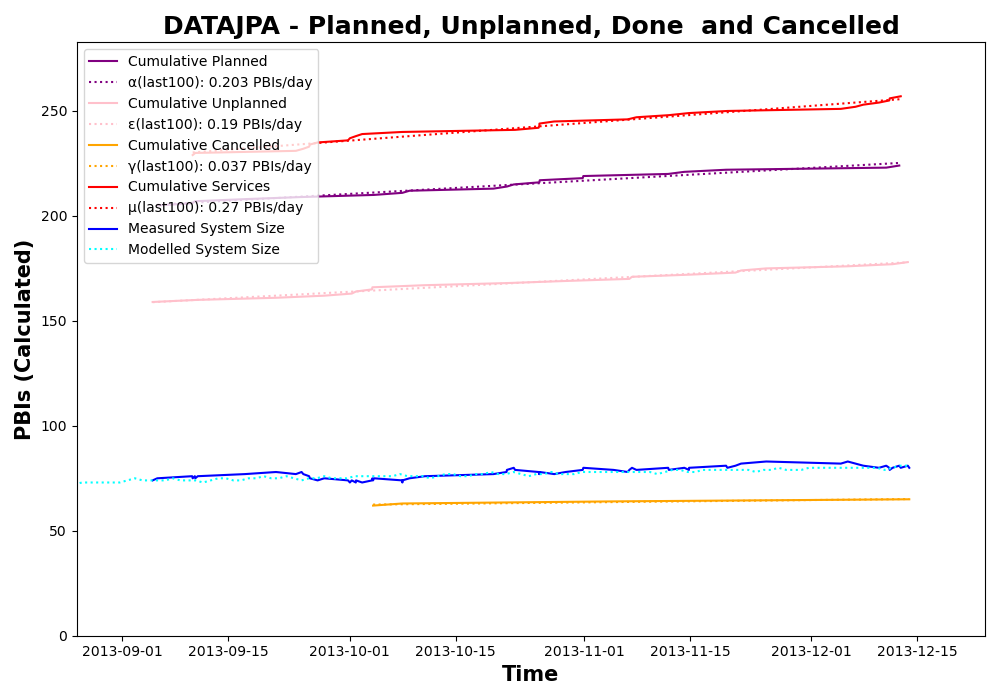 DATAJPA - Planned, Unplanned, Done  and Cancelled
PBIs (Calculated)
250
200
150
100
50
0
Cumulative Planned
α(last100): 0.203 PBIs/day
Cumulative Unplanned
ε(last100): 0.19 PBIs/day
Cumulative Cancelled
γ(last100): 0.037 PBIs/day
Cumulative Services
μ(last100): 0.27 PBIs/day
Measured System Size
Modelled System Size
2013-09-01 2013-09-15 2013-10-01 2013-10-15 2013-11-01 2013-11-15 2013-12-01 2013-12-15
Time